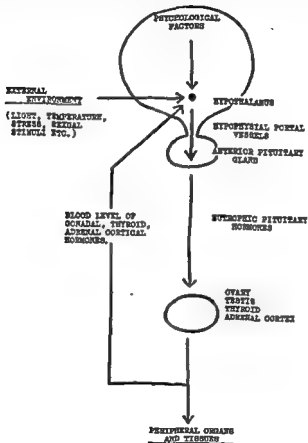 PSYCHOLOGICAL
FACTORS
EXTERNAL
ENVIRONMENT
(LIGHT, TEMPERATURE,
STRESS, SEXUAL
STIMULI ETC.)
HYPOTHALAMUS
HYPOPHYSIAL PORTAL
VESSELS
ANTERIOR PITUITARY
GLAND
BLOOD LEVEL OF
GONADAL, THYROID,
ADRENAL CORTICAL
HORMONES.
EUTROPHIC PITUITARY
HORMONES
OVARY
TESTIS
THYROID
ADRENAL CORTEX
PERIPHERAL ORGANS
AND TISSUES